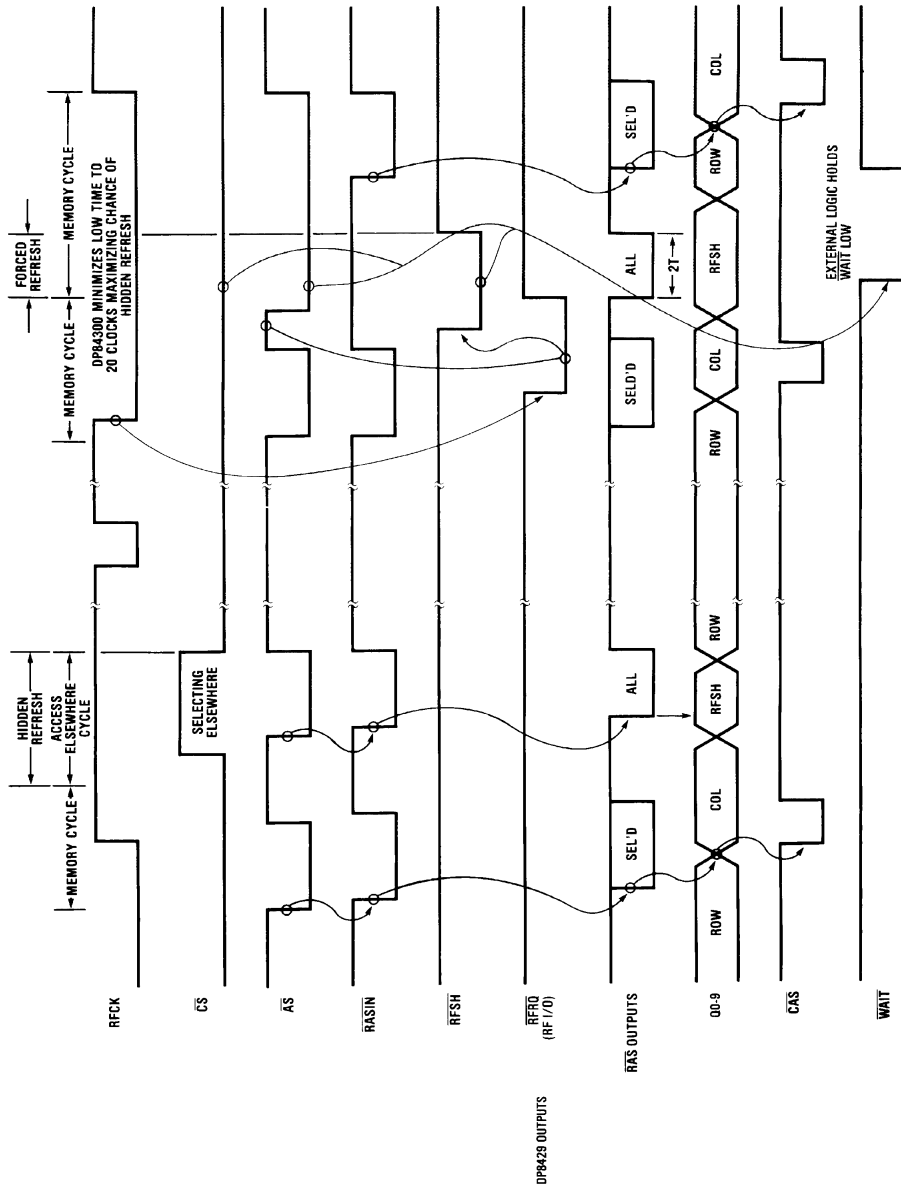 HIDDEN
REFRESH
ACCESS
ELSEWHERE
CYCLE
MEMORY CYCLE
FORCED
REFRESH
MEMORY CYCLE
MEMORY CYCLE
RFCK
DP84300 MINIMIZES LOW TIME TO
20 CLOCKS MAXIMIZING CHANCE OF
HIDDEN REFRESH
CS
SELECTING
ELSEWHERE
AS
RASIN
RFSH
RFRQ
(RF I/O)
DP8429 OUTPUTS
RAS OUTPUTS
SEL'D
ALL
SELD'D
ALL
SEL'D
2T
Q0-9
ROW
COL
RFSH
ROW
ROW
COL
RFSH
ROW
COL
CAS
EXTERNAL LOGIC HOLDS
WAIT LOW
WAIT